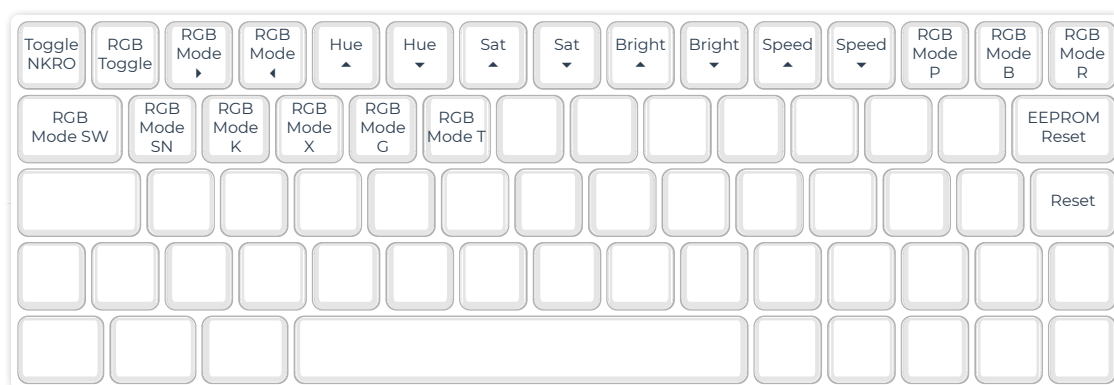 Toggle
NKRO
RGB
Toggle
RGB
Mode
RGB
Mode
Hue
Hue
Sat
Sat
Bright
Bright
Speed
Speed
RGB
Mode
P
RGB
Mode
B
RGB
Mode
R
RGB
Mode SW
RGB
Mode
SN
RGB
Mode
K
RGB
Mode
X
RGB
Mode
G
RGB
Mode T
EEPROM
Reset
Reset